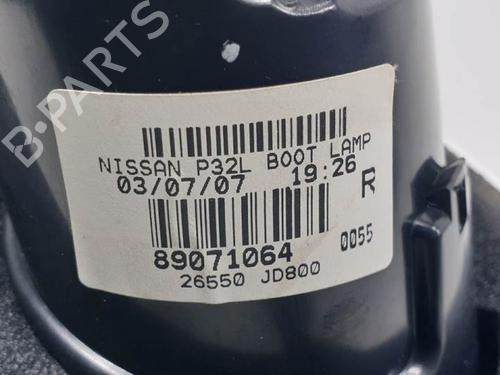 B-PARTS
NISSAN P32L BOOT LAMP
03/07/07 19:26
R
89071064
0055
26550 JD800